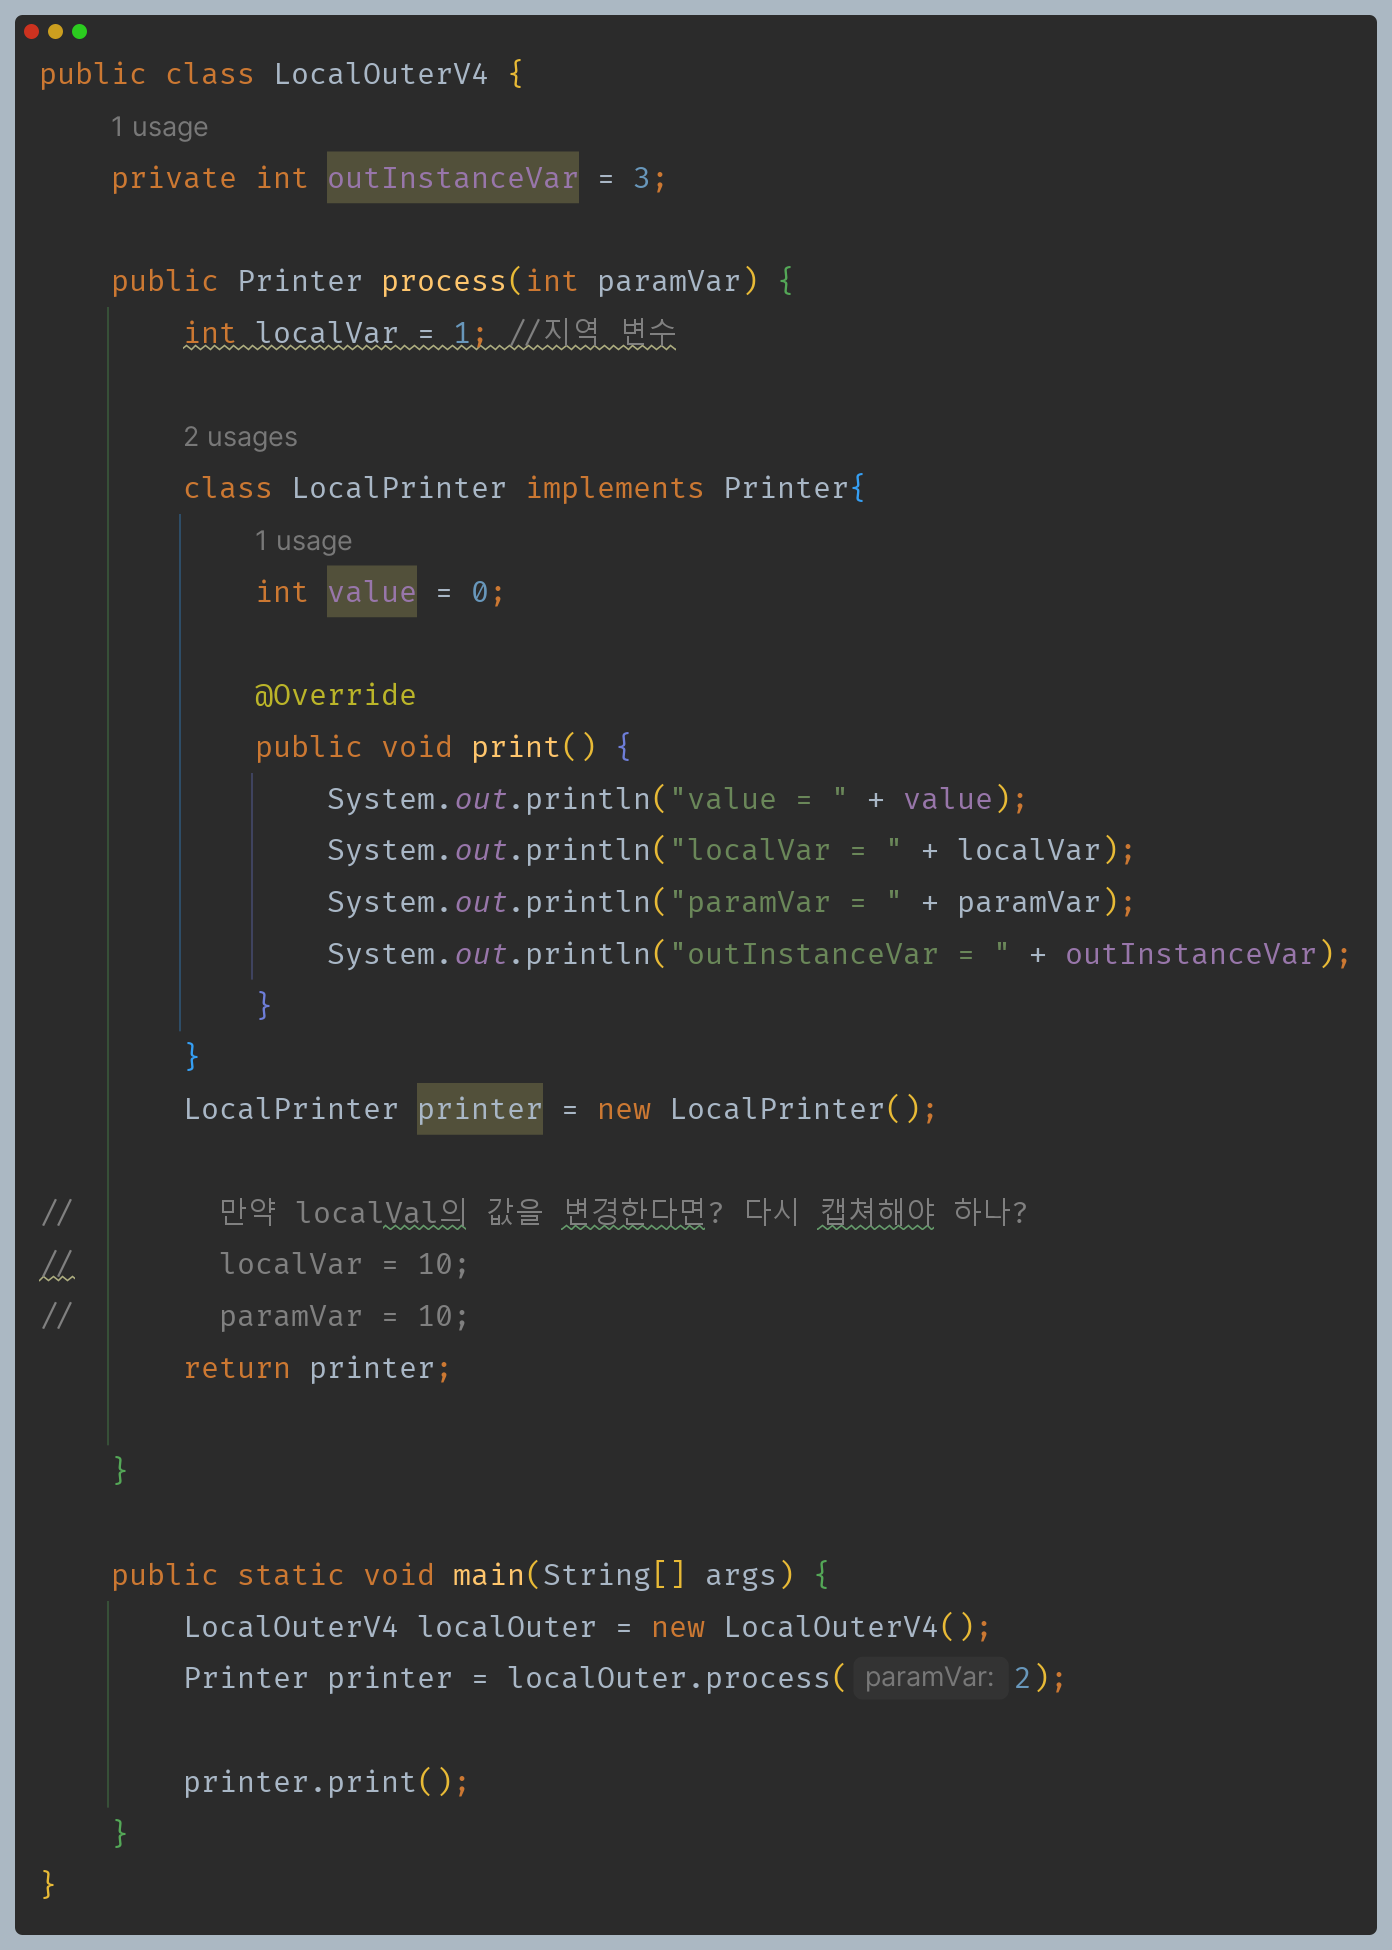 public class LocalOuterV4 {
1 usage
private int outInstanceVar = 3;
public Printer process(int paramVar) {
int localVar = 1; //지역 변수
2 usages
class LocalPrinter implements Printer{
1 usage
int value = 0;
@Override
public void print() {
System.out.println("value = " + value);
System.out.println("localVar = " + localVar);
System.out.println("paramVar = " + paramVar);
System.out.println("outInstanceVar = " + outInstanceVar);
}
}
LocalPrinter printer = new LocalPrinter();
// 만약 localVal의 값을 변경한다면? 다시 캡쳐해야 하나?
// localVar = 10;
// paramVar = 10;
return printer;
}
public static void main(String[] args) {
LocalOuterV4 localOuter = new LocalOuterV4();
Printer printer = localOuter.process( paramVar: 2);
printer.print();
}
}